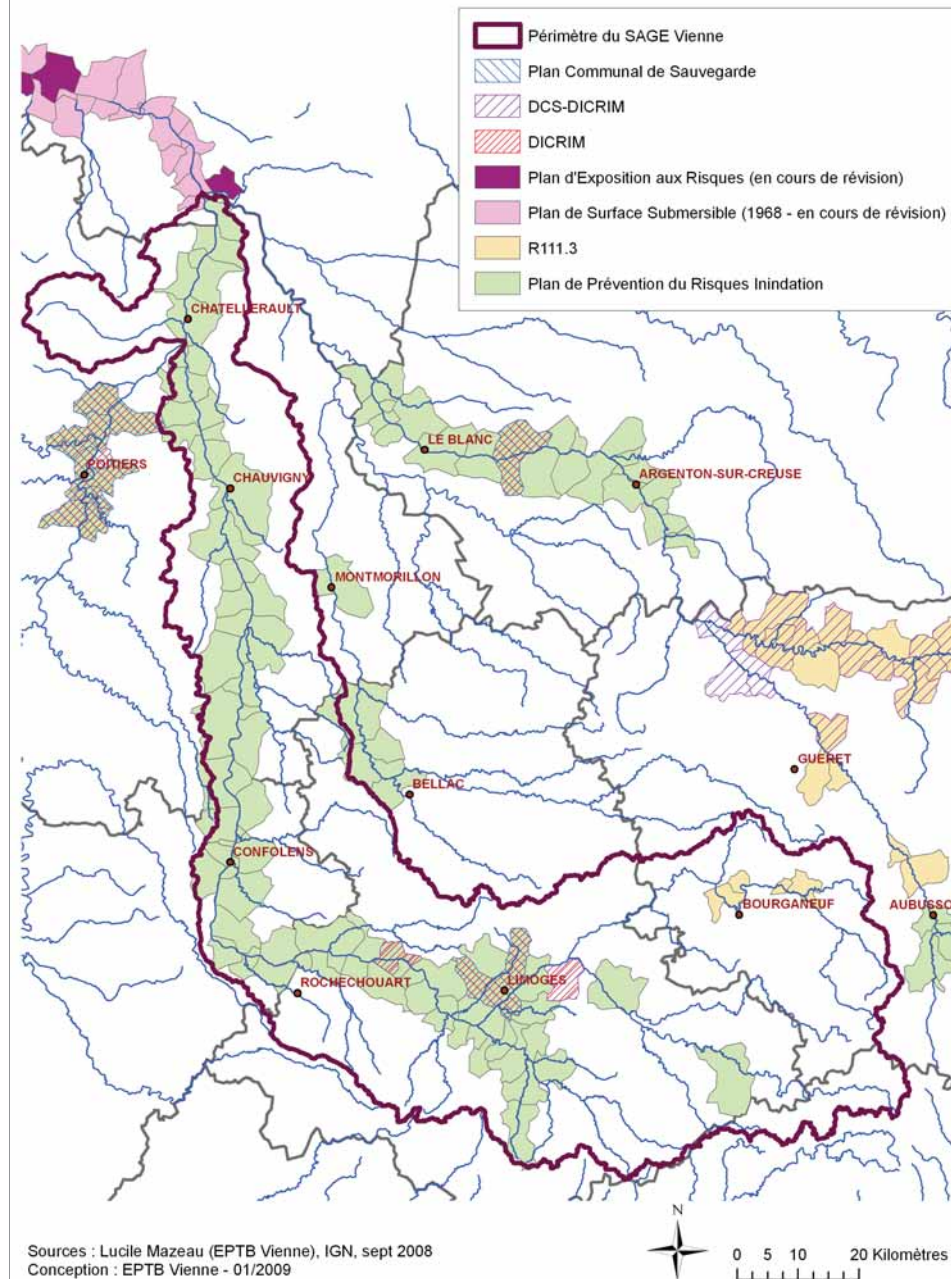 Périmètre du SAGE Vienne
Plan Communal de Sauvegarde
DCS-DICRIM
DICRIM
Plan d'Exposition aux Risques (en cours de révision)
Plan de Surface Submersible (1968 - en cours de révision)
R111.3
Plan de Prévention du Risques Inindation
CHATELLERAULT
LE BLANC
POITIERS
ARGENTON-SUR-CREUSE
CHAUVIGNY
MONTMORILLON
GUERET
BELLAC
CONFOLENS
BOURGANEUF
AUBUSSO
ROCHECHOUART
LIMOGES
Sources : Lucile Mazeau (EPTB Vienne), IGN, sept 2008
Conception : EPTB Vienne - 01/2009
N
0 5 10 20 Kilomètres